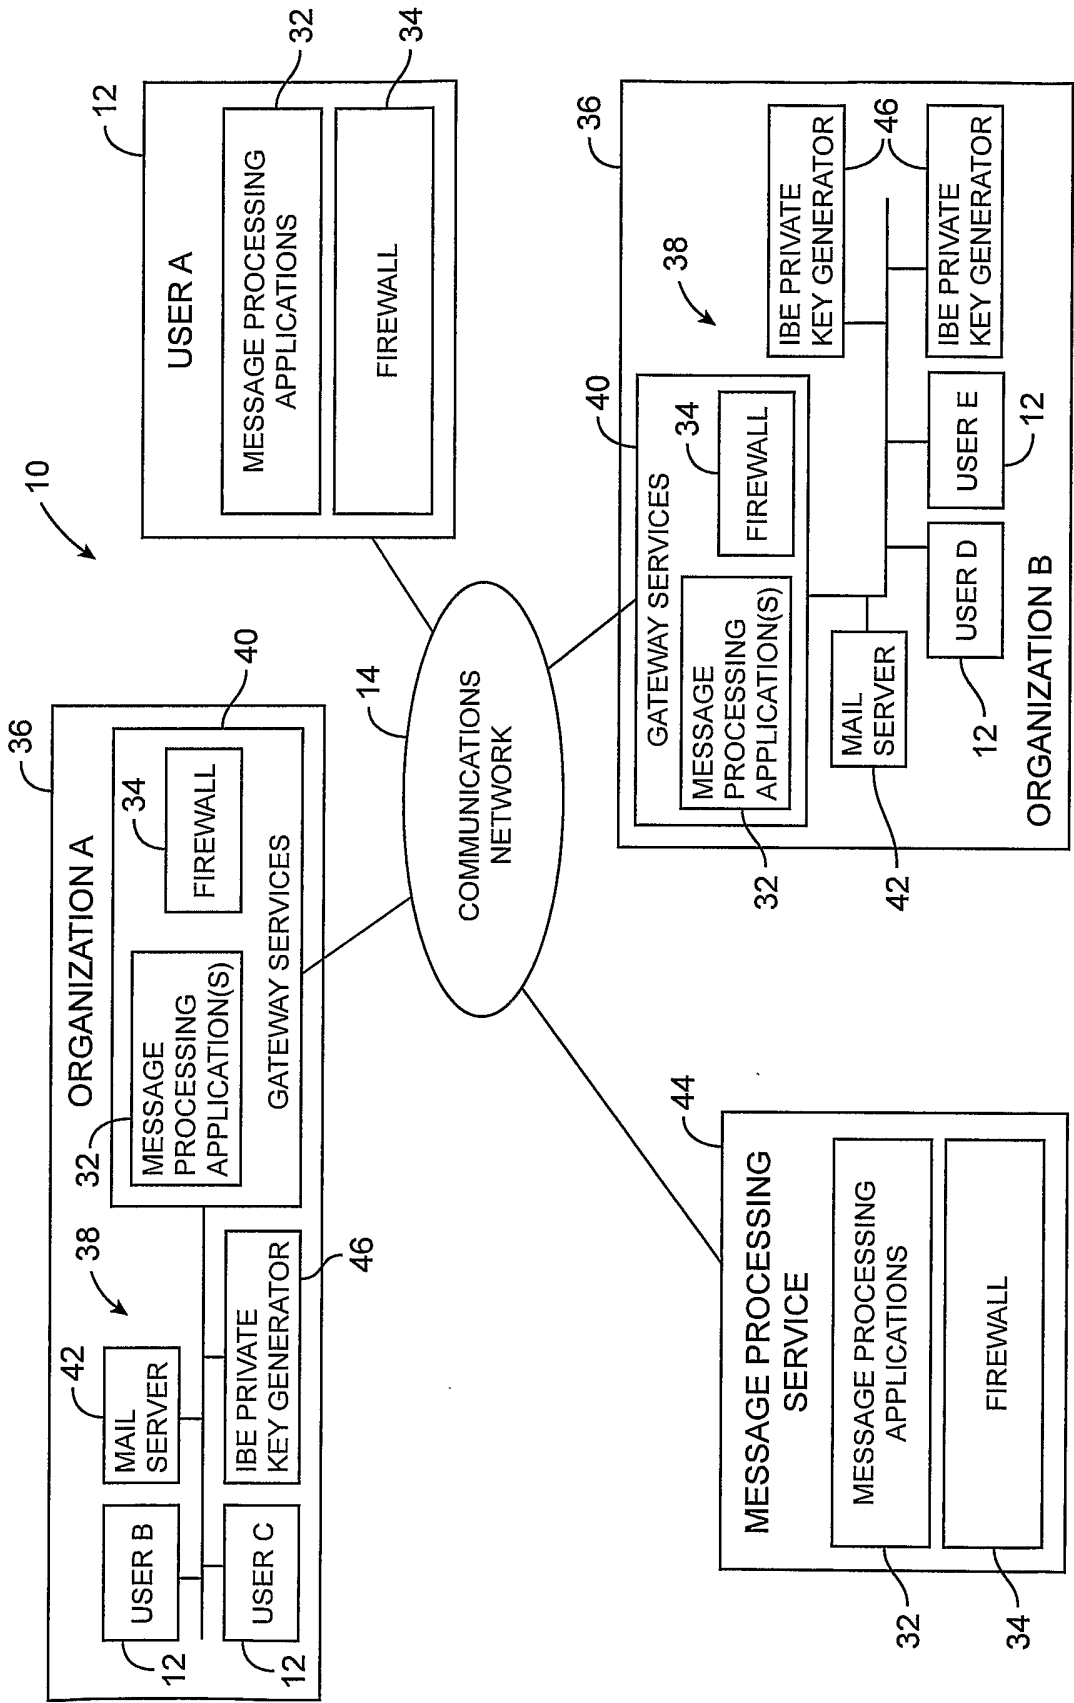 10
36
ORGANIZATION A
12
USER B
12
USER C
42
MAIL
SERVER
38
IBE PRIVATE
KEY GENERATOR
46
32
MESSAGE
PROCESSING
APPLICATION(S)
34
FIREWALL
GATEWAY SERVICES
40
12
USER A
MESSAGE PROCESSING
APPLICATIONS
32
FIREWALL
34
14
COMMUNICATIONS
NETWORK
44
MESSAGE PROCESSING
SERVICE
MESSAGE PROCESSING
APPLICATIONS
32
FIREWALL
34
36
40
GATEWAY SERVICES
MESSAGE
PROCESSING
APPLICATION(S)
32
34
FIREWALL
38
IBE PRIVATE
KEY GENERATOR
46
IBE PRIVATE
KEY GENERATOR
MAIL
SERVER
42
USER D
12
USER E
12
ORGANIZATION B